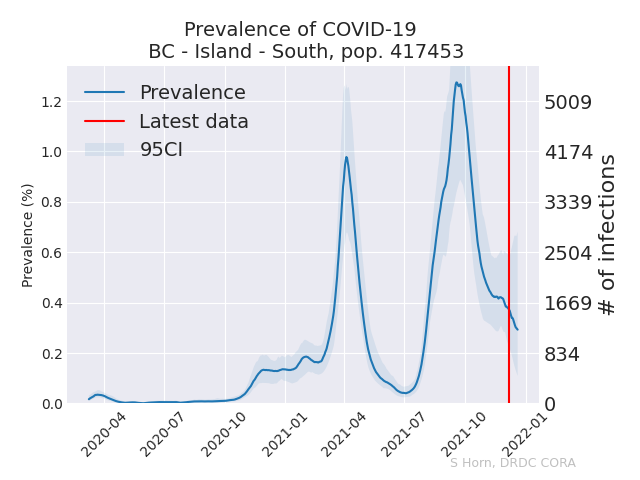 Prevalence of COVID-19
BC - Island - South, pop. 417453
Prevalence
Latest data
95CI
Prevalence (%)
1.2
1.0
0.8
0.6
0.4
0.2
0.0
5009
4174
3339
2504
1669
834
0
# of infections
2020-04
2020-07
2020-10
2021-01
2021-04
2021-07
2021-10
2022-01
S Horn, DRDC CORA